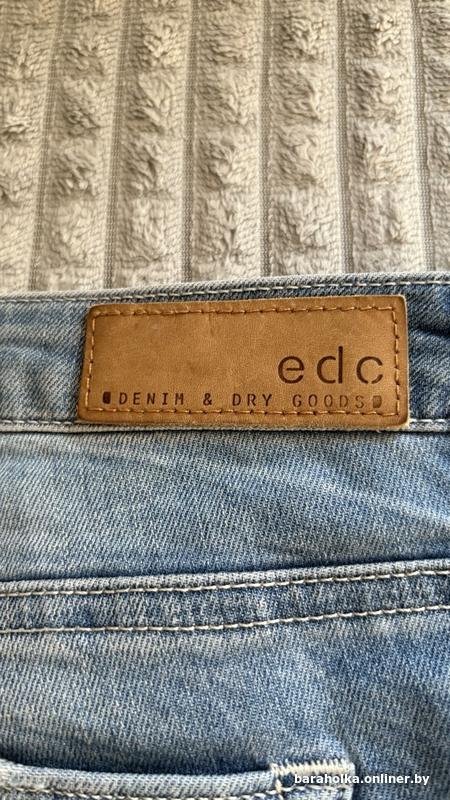 edc
DENIM & DRY GOODS
baraholka.onliner.by